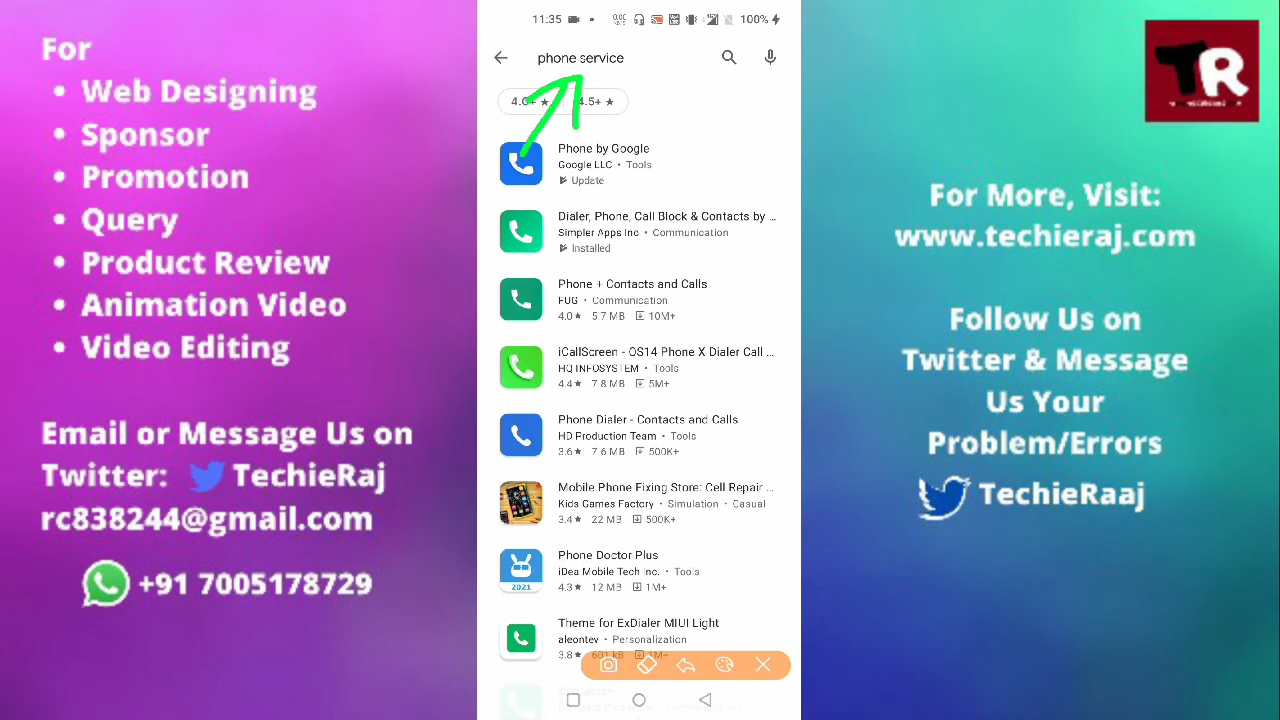 For
• Web Designing
• Sponsor
• Promotion
• Query
• Product Review
• Animation Video
• Video Editing
Email or Message Us on
Twitter: TechieRaj
rc838244@gmail.com
+91 7005178729
11:35
100%
phone service
4.5+ ★
Phone by Google
Google LLC • Tools
Update
Dialer, Phone, Call Block & Contacts by ...
Simpler Apps Inc • Communication
Installed
Phone + Contacts and Calls
FUG • Communication
4.0★ 5.7 MB 10M+
iCallScreen - OS14 Phone X Dialer Call ...
HQ INFOSYSTEM • Tools
4.4★ 7.8 MB 5M+
Phone Dialer - Contacts and Calls
HD Production Team • Tools
3.6★ 7.6 MB 500K+
Mobile Phone Fixing Store: Cell Repair ...
Kids Games Factory • Simulation • Casual
3.4★ 22 MB 500K+
Phone Doctor Plus
iDea Mobile Tech Inc. • Tools
4.3★ 12 MB 1M+
2021
Theme for ExDialer MIUI Light
aleontev • Personalization
3.8★
TR
For More, Visit:
www.techieraj.com
Follow Us on
Twitter & Message
Us Your
Problem/Errors
TechieRaaj